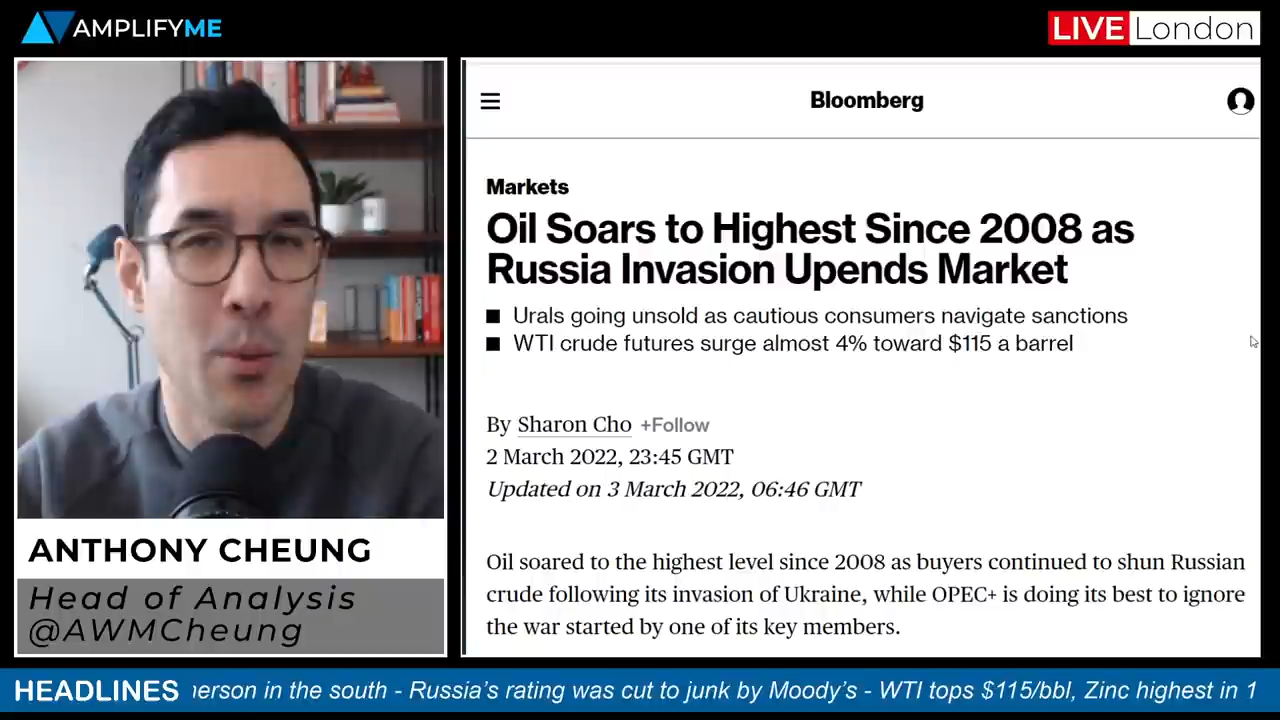 AMPLIFYME
LIVE London
Bloomberg
Markets
Oil Soars to Highest Since 2008 as
Russia Invasion Upends Market
Urals going unsold as cautious consumers navigate sanctions
WTI crude futures surge almost 4% toward $115 a barrel
By Sharon Cho +Follow
2 March 2022, 23:45 GMT
Updated on 3 March 2022, 06:46 GMT
Oil soared to the highest level since 2008 as buyers continued to shun Russian
crude following its invasion of Ukraine, while OPEC+ is doing its best to ignore
the war started by one of its key members.
ANTHONY CHEUNG
Head of Analysis
@AWMCheung
HEADLINES in the south - Russia’s rating was cut to junk by Moody’s - WTI tops $115/bbl, Zinc highest in 1